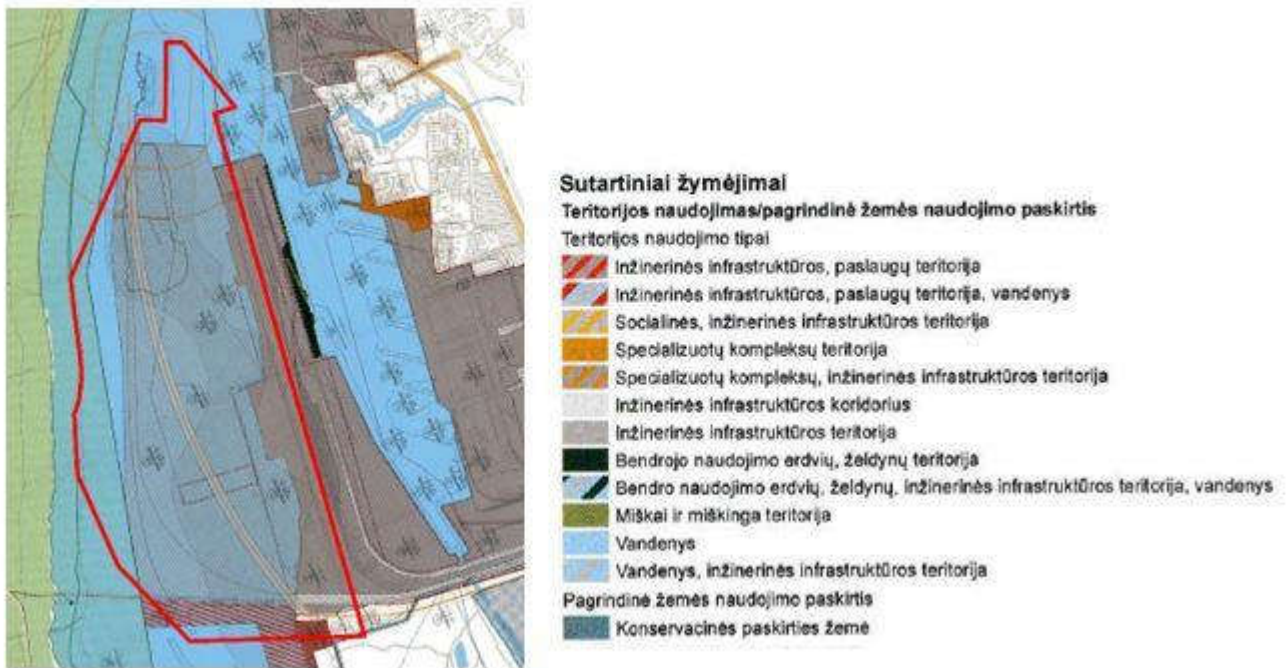 Sutartiniai žymėjimai
Teritorijos naudojimas/pagrindinė žemės naudojimo paskirtis
Teritorijos naudojimo tipai
Inžinerinės infrastruktūros, paslaugų teritorija
Inžinerinės infrastruktūros, paslaugų teritorija, vandenys
Socialinės, inžinerinės infrastruktūros teritorija
Specializuotų kompleksų teritorija
Specializuotų kompleksų, inžinerinės infrastruktūros teritorija
Inžinerinės infrastruktūros koridorius
Inžinerinės infrastruktūros teritorija
Bendrojo naudojimo erdvių, želdynų teritorija
Bendro naudojimo erdvių, želdynų, inžinerinės infrastruktūros teritorija, vandenys
Miškai ir miškinga teritorija
Vandenys
Vandenys, inžinerinės infrastruktūros teritorija
Pagrindinė žemės naudojimo paskirtis
Konservacinės paskirties žemė